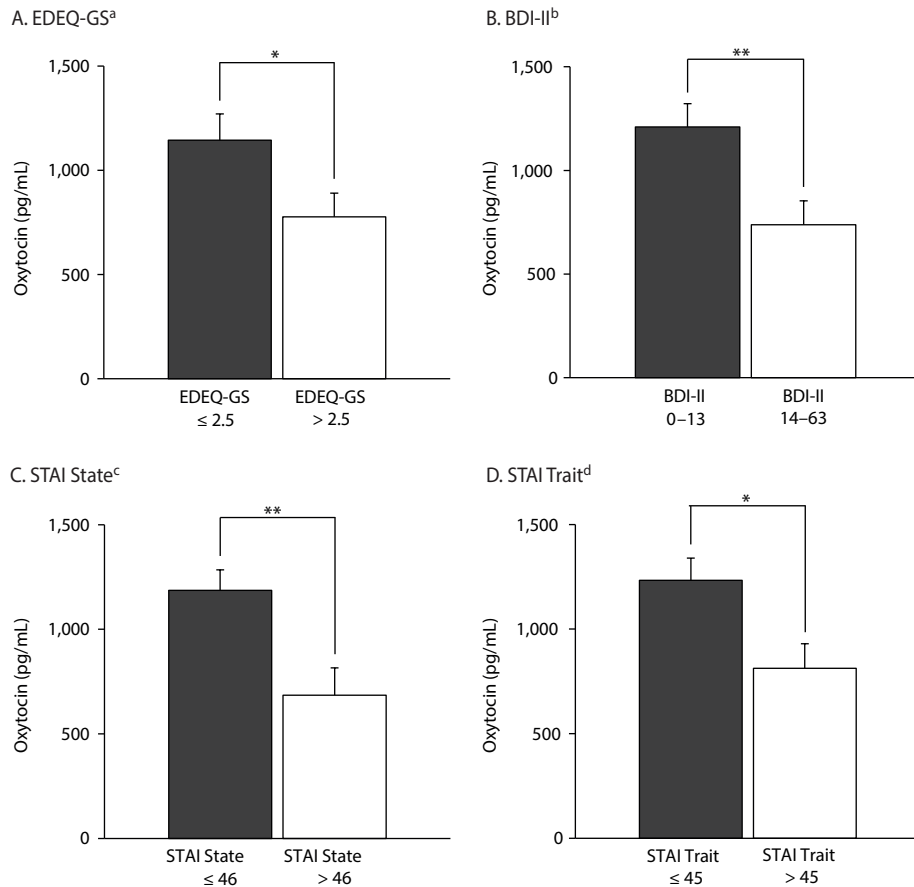 A. EDEQ-GSᵃ
*
1,500
1,000
500
0
Oxytocin (pg/mL)
EDEQ-GS
≤ 2.5
EDEQ-GS
> 2.5
B. BDI-IIᵇ
**
1,500
1,000
500
0
Oxytocin (pg/mL)
BDI-II
0–13
BDI-II
14–63
C. STAI Stateᶜ
**
1,500
1,000
500
0
Oxytocin (pg/mL)
STAI State
≤ 46
STAI State
> 46
D. STAI Traitᵈ
*
1,500
1,000
500
0
Oxytocin (pg/mL)
STAI Trait
≤ 45
STAI Trait
> 45